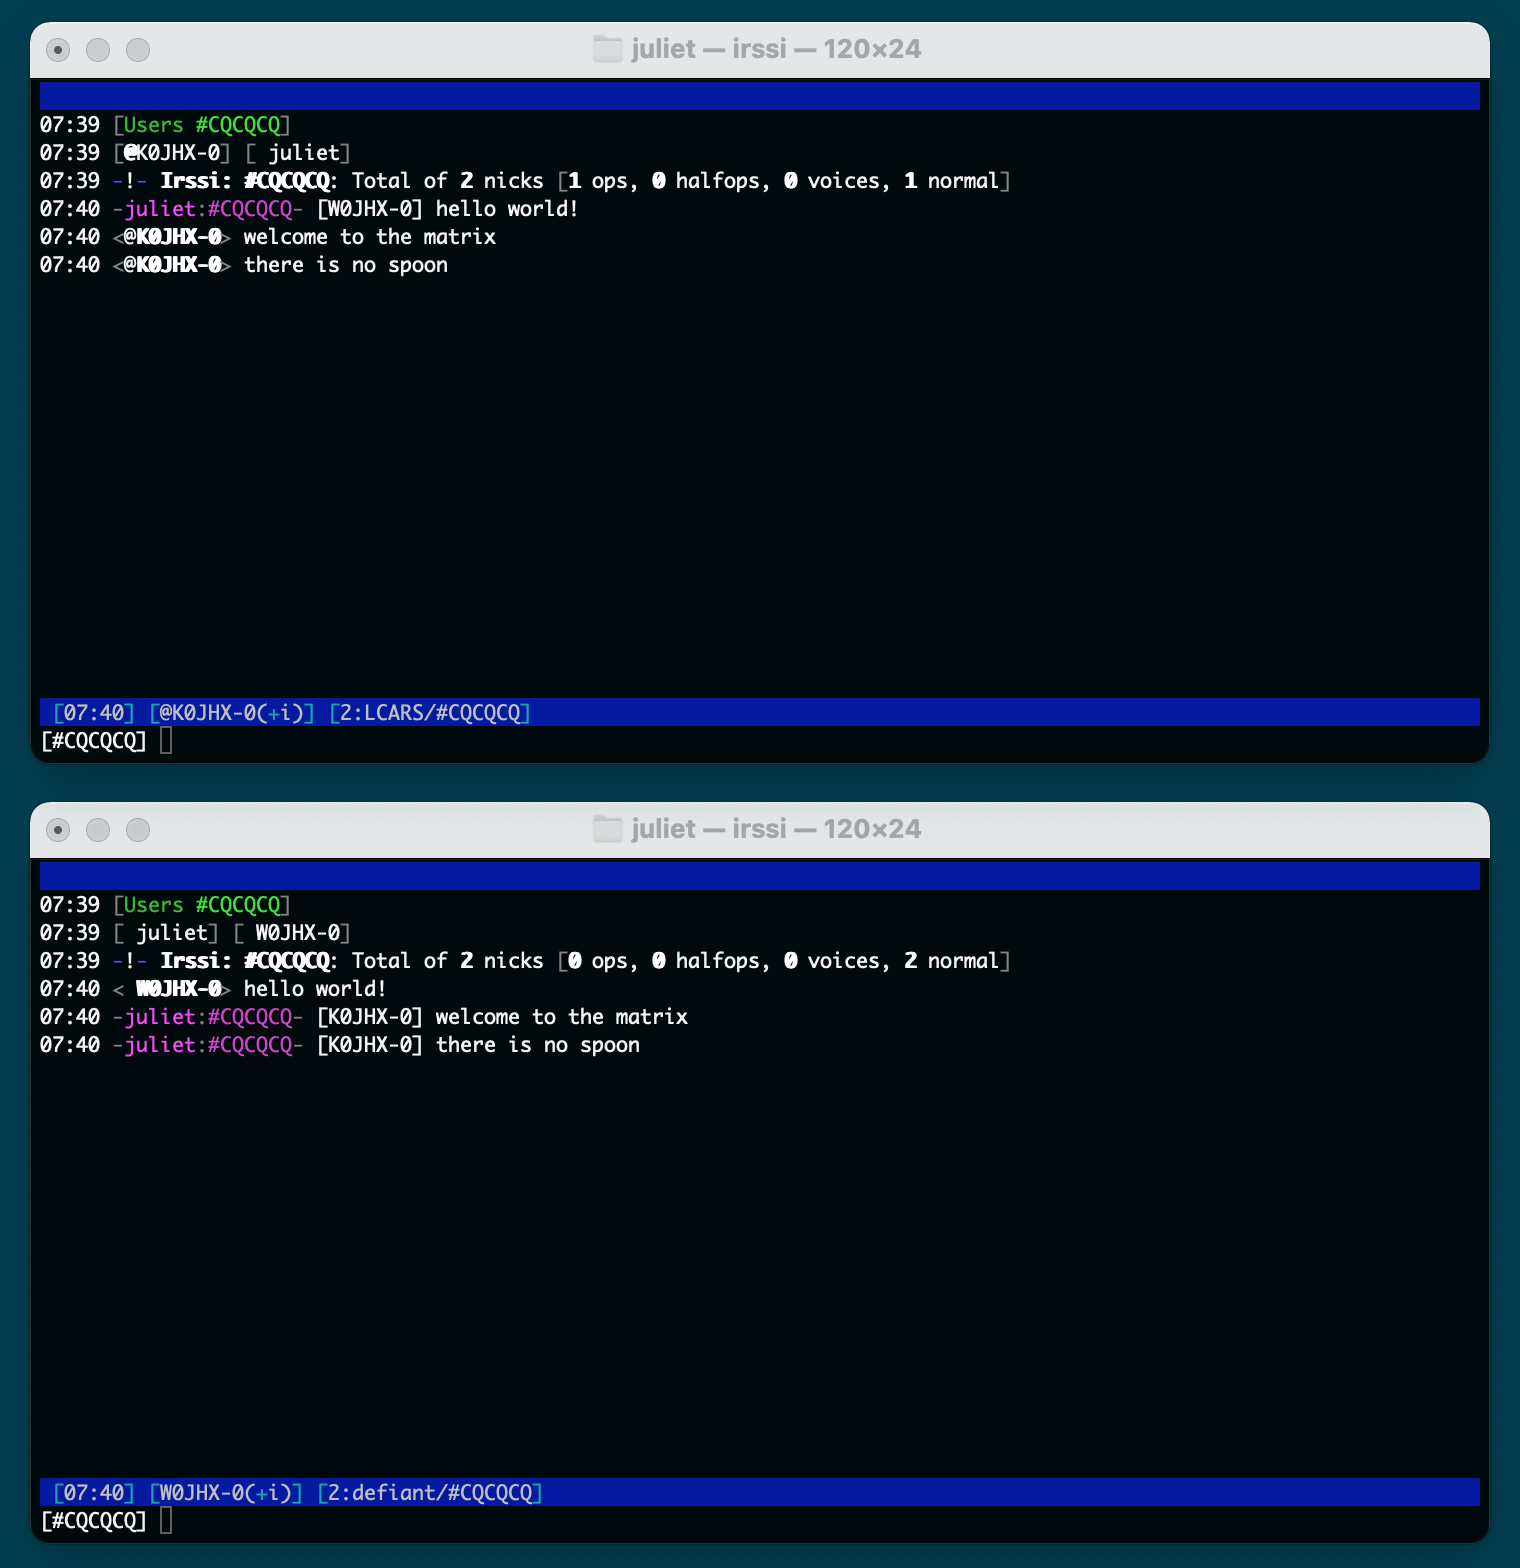 juliet — irssi — 120×24
07:39 [Users #CQCQCQ]
07:39 [@K0JHX-0] [ juliet]
07:39 -!- Irssi: #CQCQCQ: Total of 2 nicks [1 ops, 0 halfops, 0 voices, 1 normal]
07:40 -juliet:#CQCQCQ- [W0JHX-0] hello world!
07:40 <@K0JHX-0> welcome to the matrix
07:40 <@K0JHX-0> there is no spoon
[07:40] [@K0JHX-0(+i)] [2:LCARS/#CQCQCQ]
[#CQCQCQ]
juliet — irssi — 120×24
07:39 [Users #CQCQCQ]
07:39 [ juliet] [ W0JHX-0]
07:39 -!- Irssi: #CQCQCQ: Total of 2 nicks [0 ops, 0 halfops, 0 voices, 2 normal]
07:40 < W0JHX-0> hello world!
07:40 -juliet:#CQCQCQ- [K0JHX-0] welcome to the matrix
07:40 -juliet:#CQCQCQ- [K0JHX-0] there is no spoon
[07:40] [W0JHX-0(+i)] [2:defiant/#CQCQCQ]
[#CQCQCQ]